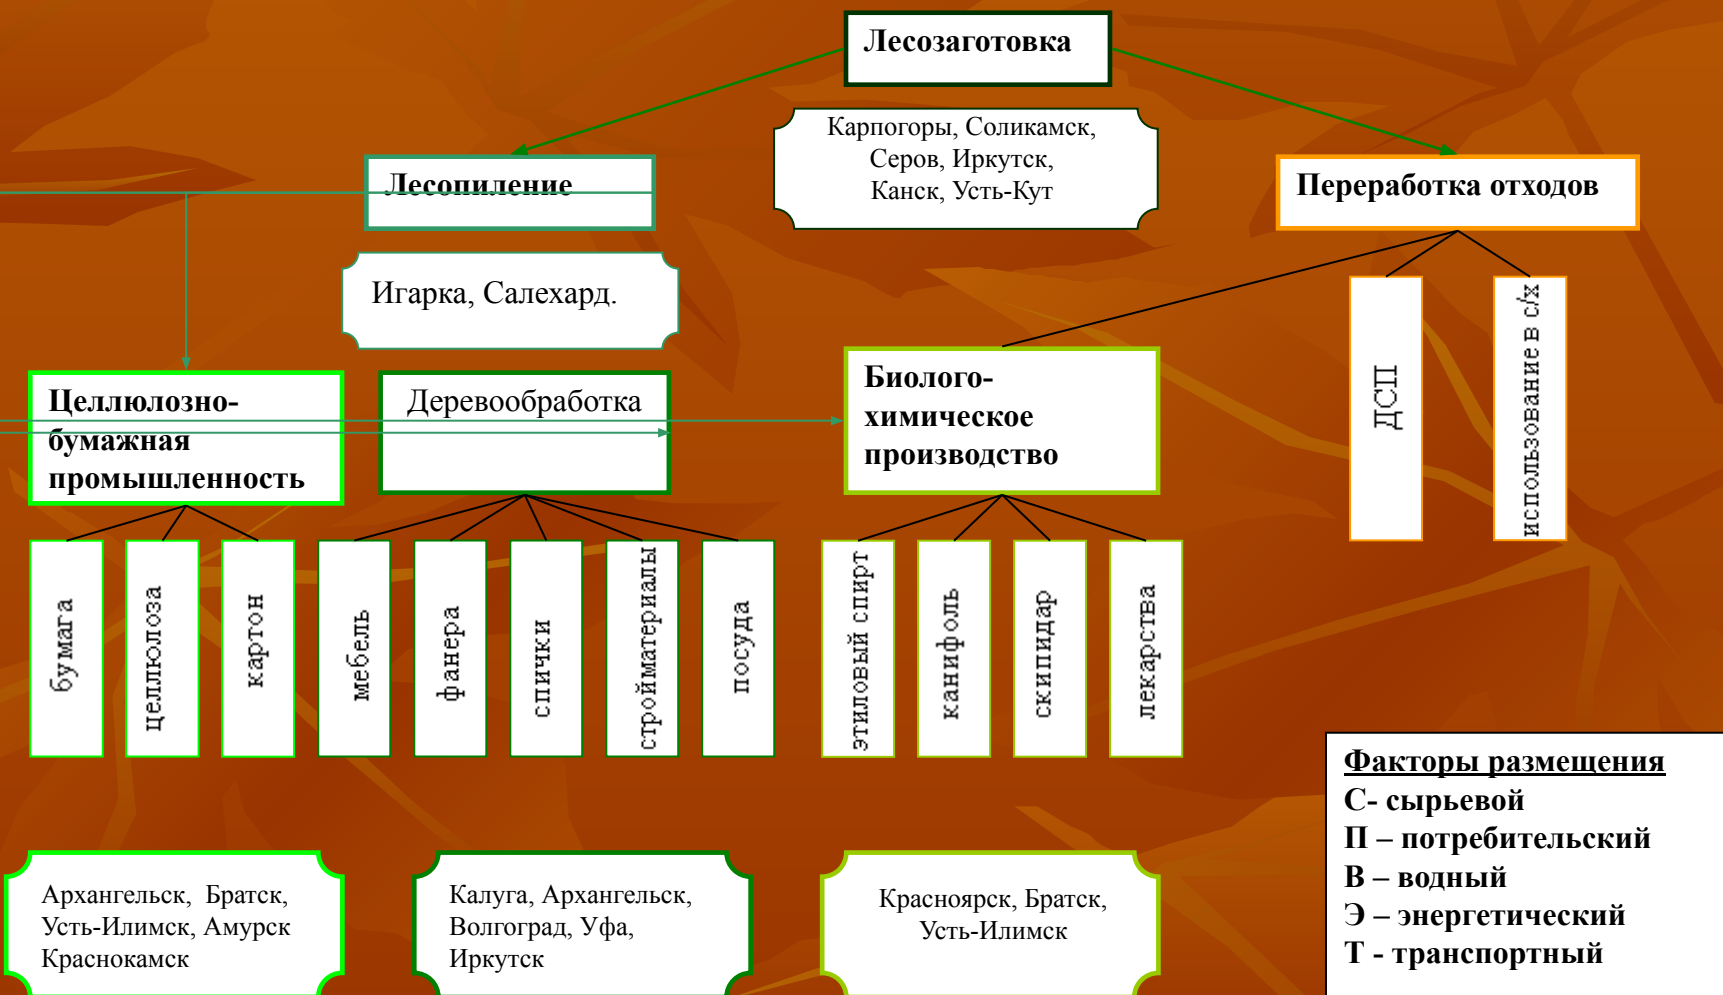 Лесозаготовка
Карпогоры, Соликамск,
Серов, Иркутск,
Канск, Усть-Кут
Лесопиление
Переработка отходов
Игарка, Салехард.
ДСП
использование в с/х
Целлюлозно-
бумажная
промышленность
Деревообработка
Биолого-
химическое
производство
бумага
целлюлоза
картон
мебель
фанера
спички
стройматериалы
посуда
этиловый спирт
канифоль
скипидар
лекарства
Архангельск, Братск,
Усть-Илимск, Амурск
Краснокамск
Калуга, Архангельск,
Волгоград, Уфа,
Иркутск
Красноярск, Братск,
Усть-Илимск
Факторы размещения
С- сырьевой
П – потребительский
В – водный
Э – энергетический
Т - транспортный